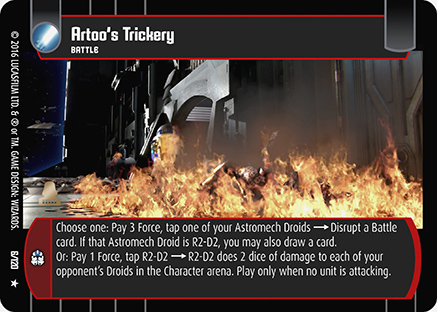 Artoo's Trickery
BATTLE
© 2016 LUCASFILM LTD. & ® or TM. GAME DESIGN: WIZARDS.
Choose one: Pay 3 Force, tap one of your Astromech Droids → Disrupt a Battle
card. If that Astromech Droid is R2-D2, you may also draw a card.
Or: Pay 1 Force, tap R2-D2 → R2-D2 does 2 dice of damage to each of your
opponent's Droids in the Character arena. Play only when no unit is attacking.